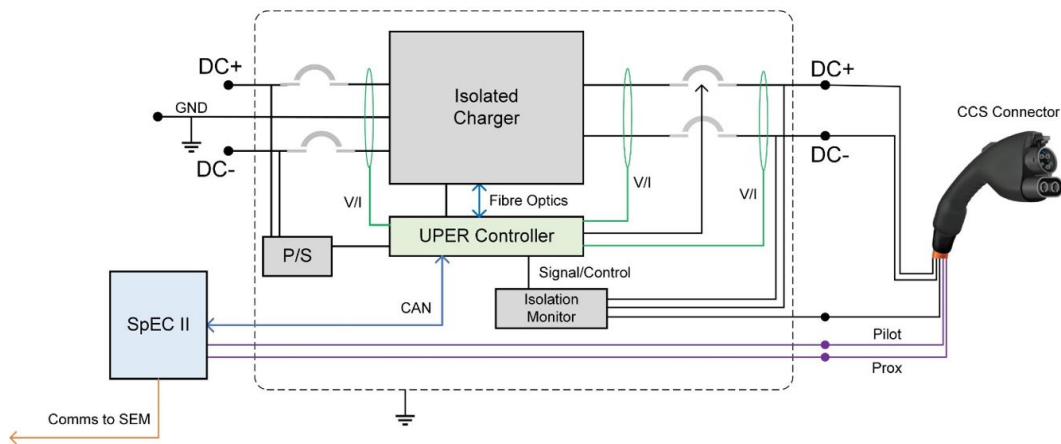 DC+
GND
DC-
Isolated
Charger
DC+
DC-
CCS Connector
V/I
Fibre Optics
V/I
V/I
UPER Controller
P/S
Signal/Control
CAN
Isolation
Monitor
SpEC II
Pilot
Prox
Comms to SEM